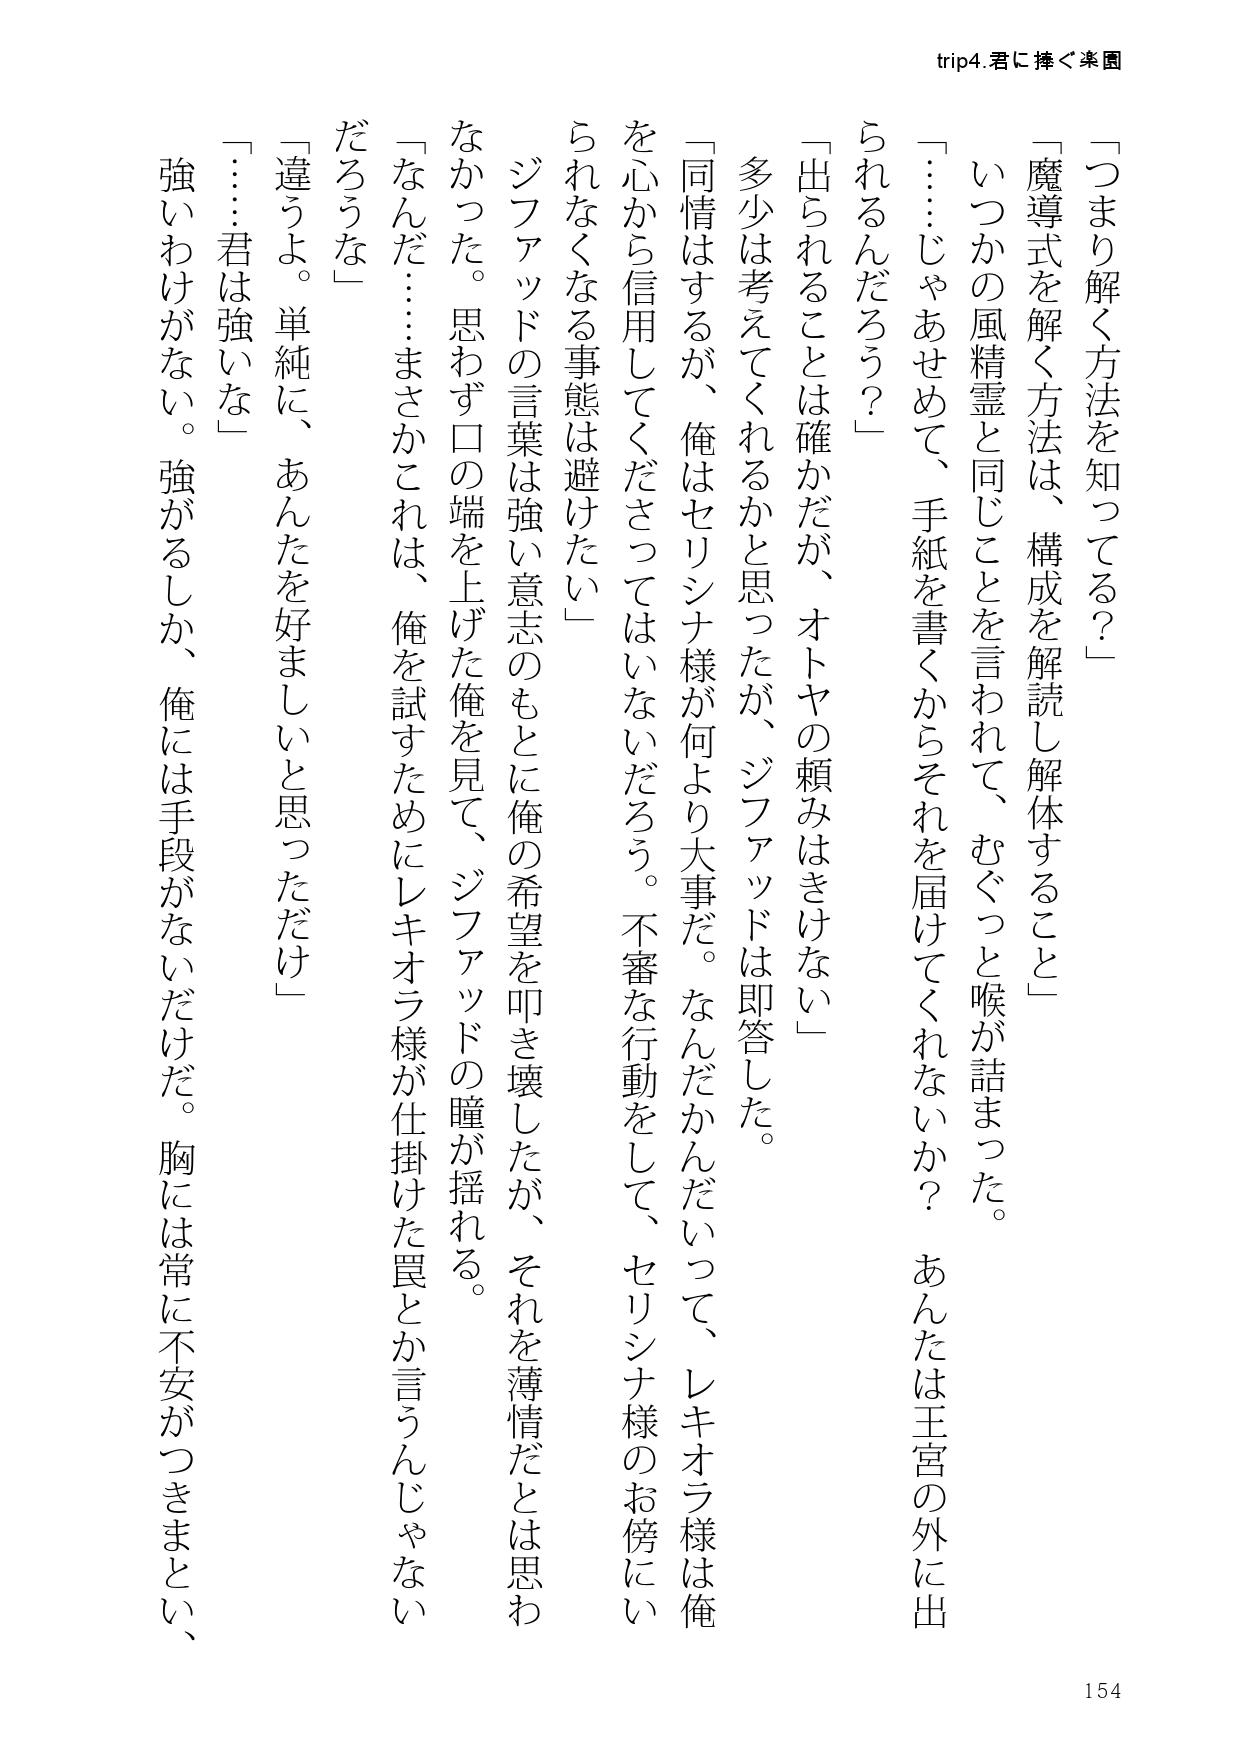 trip4.君に捧ぐ楽園
「つまり解く方法を知ってる？」
「魔導式を解く方法は、構成を解読し解体すること」
　いつかの風精霊と同じことを言われて、むぐっと喉が詰まった。
「……じゃあせめて、手紙を書くからそれを届けてくれないか？　あんたは王宮の外に出
られるんだろう？」
「出られることは確かだが、オトヤの頼みはきけない」
　多少は考えてくれるかと思ったが、ジファッドは即答した。
「同情はするが、俺はセリシナ様が何より大事だ。なんだかんだいって、レキオラ様は俺
を心から信用してくださってはいないだろう。不審な行動をして、セリシナ様のお傍にい
られなくなる事態は避けたい」
　ジファッドの言葉は強い意志のもとに俺の希望を叩き壊したが、それを薄情だとは思わ
なかった。思わず口の端を上げた俺を見て、ジファッドの瞳が揺れる。
「なんだ……まさかこれは、俺を試すためにレキオラ様が仕掛けた罠とか言うんじゃない
だろうな」
「違うよ。単純に、あんたを好ましいと思っただけ」
「……君は強いな」
　強いわけがない。強がるしか、俺には手段がないだけだ。胸には常に不安がつきまとい、
154